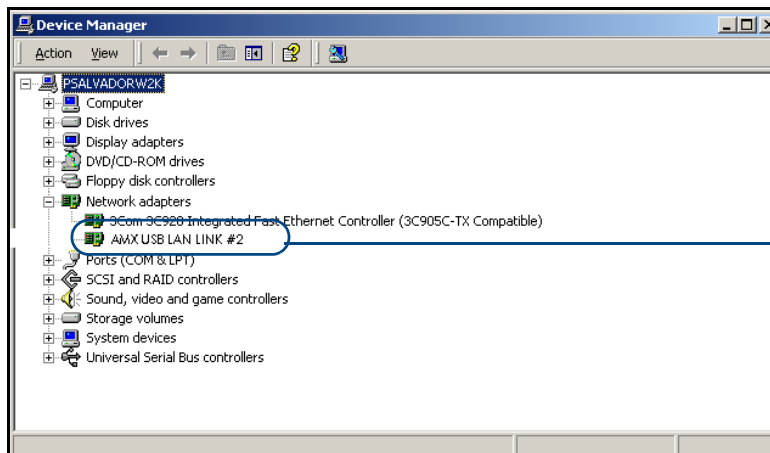 Device Manager
Action View
PSALVADORW2K
Computer
Disk drives
Display adapters
DVD/CD-ROM drives
Floppy disk controllers
Network adapters
3Com 3C920 Integrated Fast Ethernet Controller (3C905C-TX Compatible)
AMX USB LAN LINK #2
Ports (COM & LPT)
SCSI and RAID controllers
Sound, video and game controllers
Storage volumes
System devices
Universal Serial Bus controllers